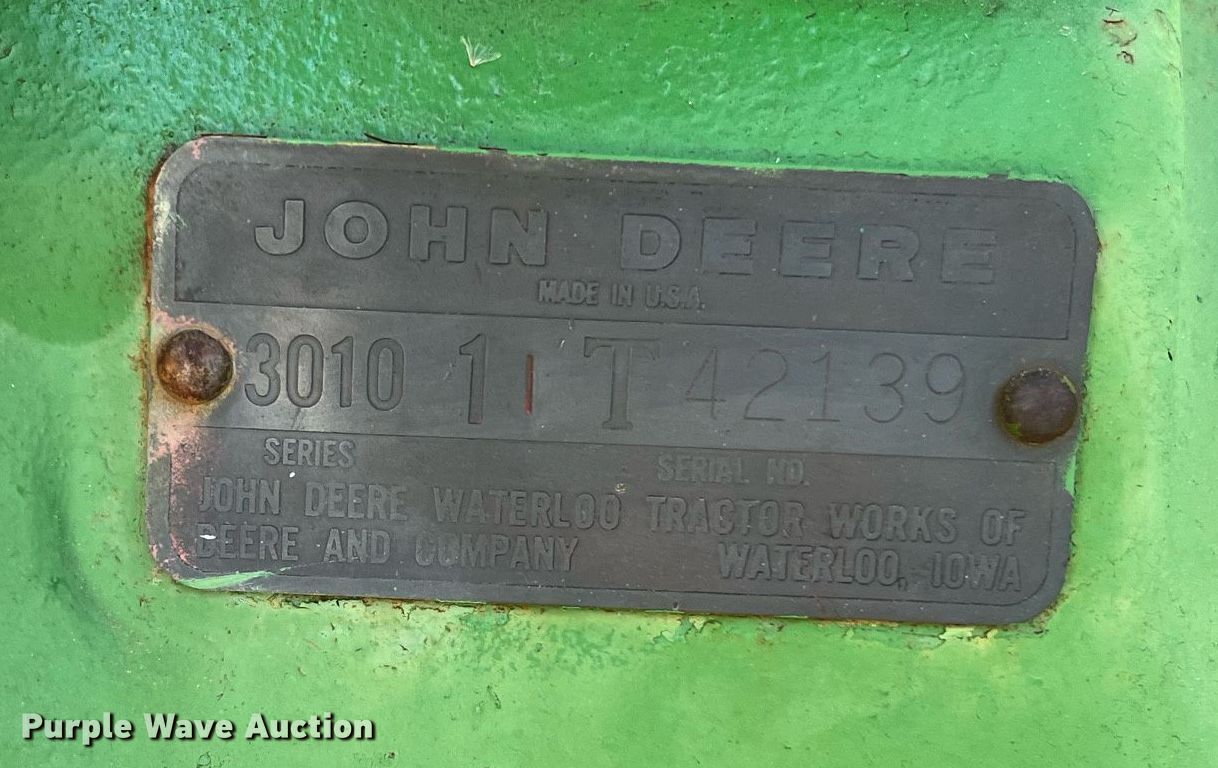 JOHN DEERE
MADE IN U.S.A.
3010 1 T 42139
SERIES SERIAL NO.
JOHN DEERE WATERLOO TRACTOR WORKS OF
DEERE AND COMPANY WATERLOO, IOWA
Purple Wave Auction